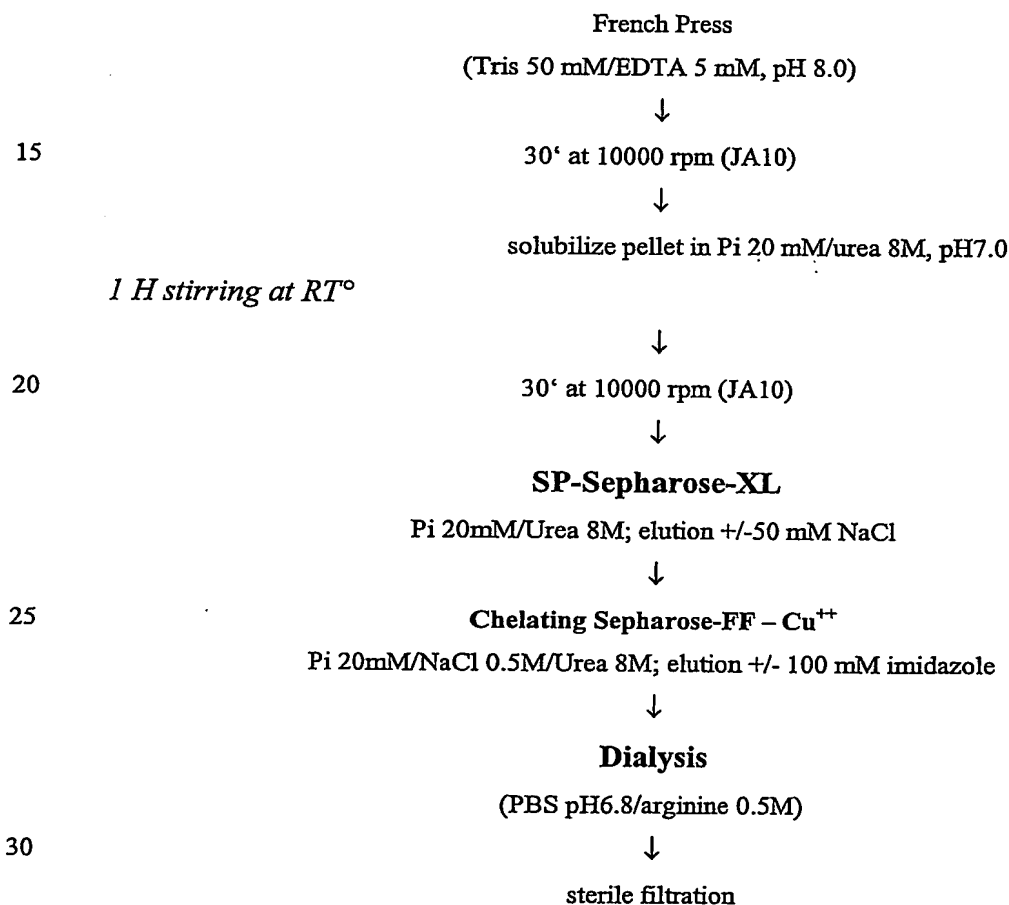 French Press
(Tris 50 mM/EDTA 5 mM, pH 8.0)
↓
15 30‘ at 10000 rpm (JA10)
↓
solubilize pellet in Pi 20 mM/urea 8M, pH7.0
1 H stirring at RT°
↓
20 30‘ at 10000 rpm (JA10)
↓
SP-Sepharose-XL
Pi 20mM/Urea 8M; elution +/-50 mM NaCl
↓
25 Chelating Sepharose-FF – Cu⁺⁺
Pi 20mM/NaCl 0.5M/Urea 8M; elution +/- 100 mM imidazole
↓
Dialysis
(PBS pH6.8/arginine 0.5M)
30 ↓
sterile filtration